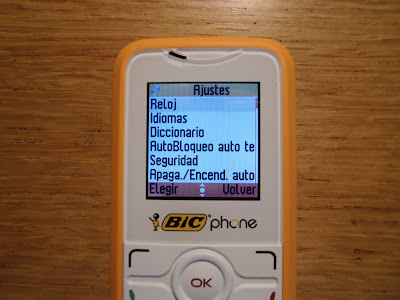 Ajustes
Reloj
Idiomas
Diccionario
AutoBloqueo auto te
Seguridad
Apaga./Encend. auto
Elegir Volver
BIC phone
OK